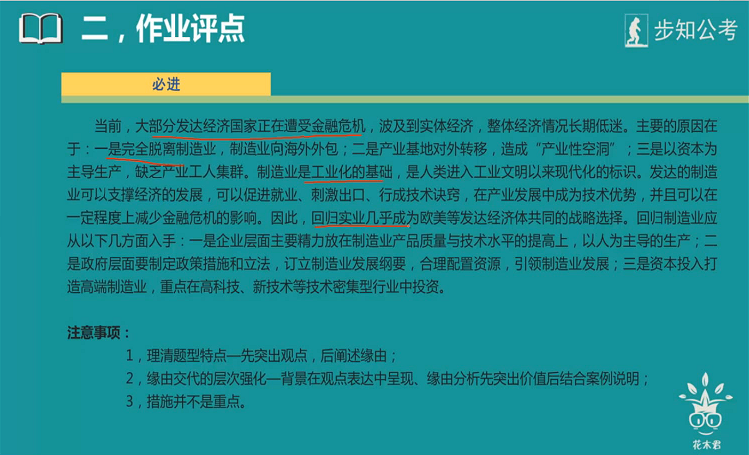 二，作业评点
步知公考
必进
当前，大部分发达经济国家正在遭受金融危机，波及到实体经济，整体经济情况长期低迷。主要的原因在
于：一是完全脱离制造业，制造业向海外外包；二是产业基地对外转移，造成“产业性空洞”；三是以资本为
主导生产，缺乏产业工人集群。制造业是工业化的基础，是人类进入工业文明以来现代化的标识。发达的制造
业可以支撑经济的发展，可以促进就业、刺激出口、行成技术诀窍，在产业发展中成为技术优势，并且可以在
一定程度上减少金融危机的影响。因此，回归实业几乎成为欧美等发达经济体共同的战略选择。回归制造业应
从以下几方面入手：一是企业层面主要精力放在制造业产品质量与技术水平的提高上，以人为主导的生产；二
是政府层面要制定政策措施和立法，订立制造业发展纲要，合理配置资源，引领制造业发展；三是资本投入打
造高端制造业，重点在高科技、新技术等技术密集型行业中投资。
注意事项：
1，理清题型特点—先突出观点，后阐述缘由；
2，缘由交代的层次强化—背景在观点表达中呈现、缘由分析先突出价值后结合案例说明；
3，措施并不是重点。
花木君